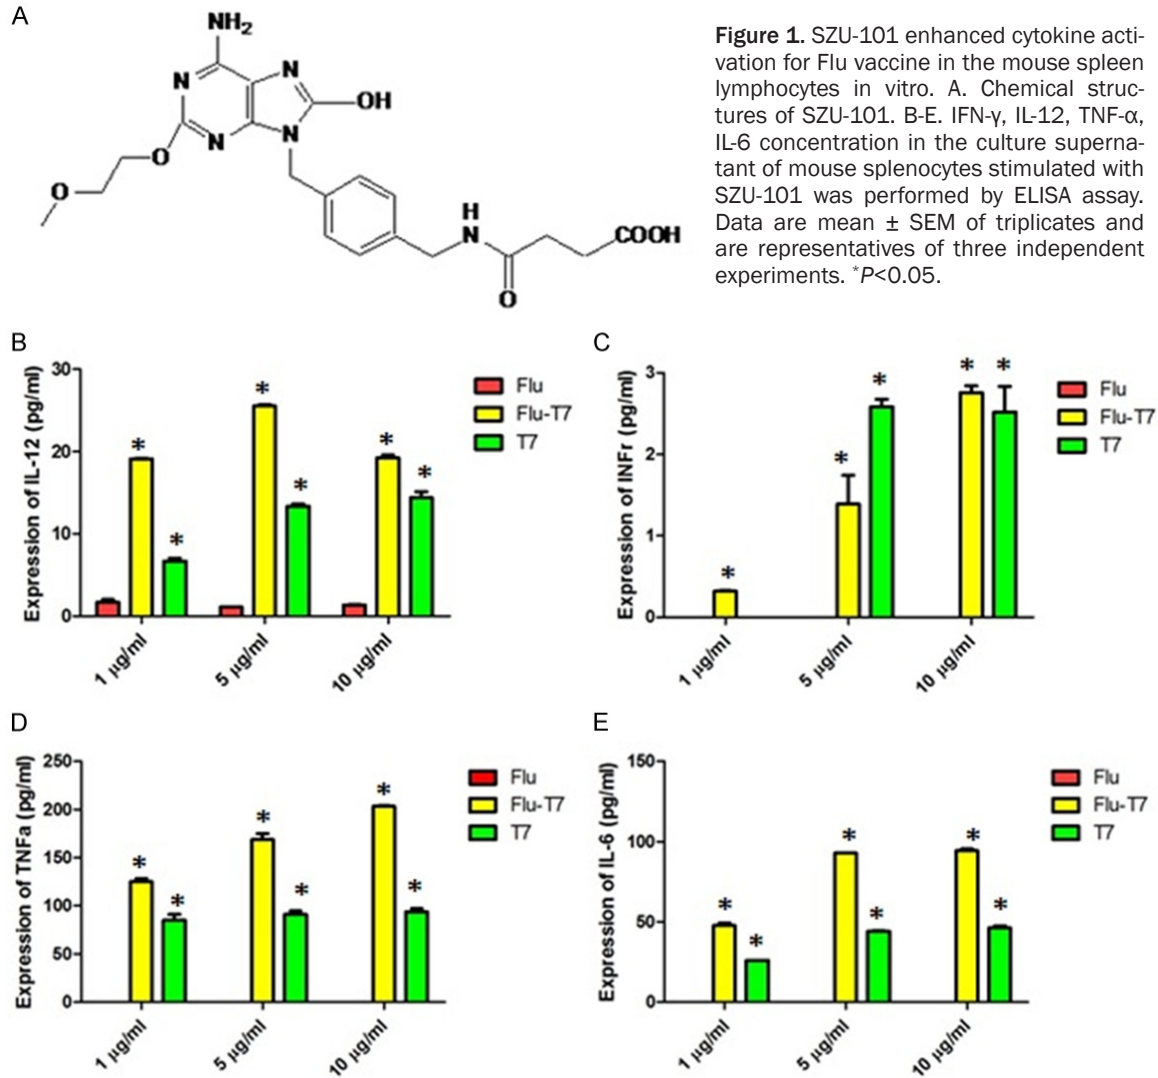 A
NH2
N
N
OH
N
N
O
O
H
N
COOH
O
Figure 1. SZU-101 enhanced cytokine acti-
vation for Flu vaccine in the mouse spleen
lymphocytes in vitro. A. Chemical struc-
tures of SZU-101. B-E. IFN-γ, IL-12, TNF-α,
IL-6 concentration in the culture superna-
tant of mouse splenocytes stimulated with
SZU-101 was performed by ELISA assay.
Data are mean ± SEM of triplicates and
are representatives of three independent
experiments. *P<0.05.
B
Expression of IL-12 (pg/ml)
30
20
10
0
* * * * * *
1 μg/ml
5 μg/ml
10 μg/ml
Flu
Flu-T7
T7
C
Expression of INFr (pg/ml)
3
2
1
0
* * * * *
1 μg/ml
5 μg/ml
10 μg/ml
Flu
Flu-T7
T7
D
Expression of TNFa (pg/ml)
250
200
150
100
50
0
* * * * * *
1 μg/ml
5 μg/ml
10 μg/ml
Flu
Flu-T7
T7
E
Expression of IL-6 (pg/ml)
150
100
50
0
* * * * * *
1 μg/ml
5 μg/ml
10 μg/ml
Flu
Flu-T7
T7